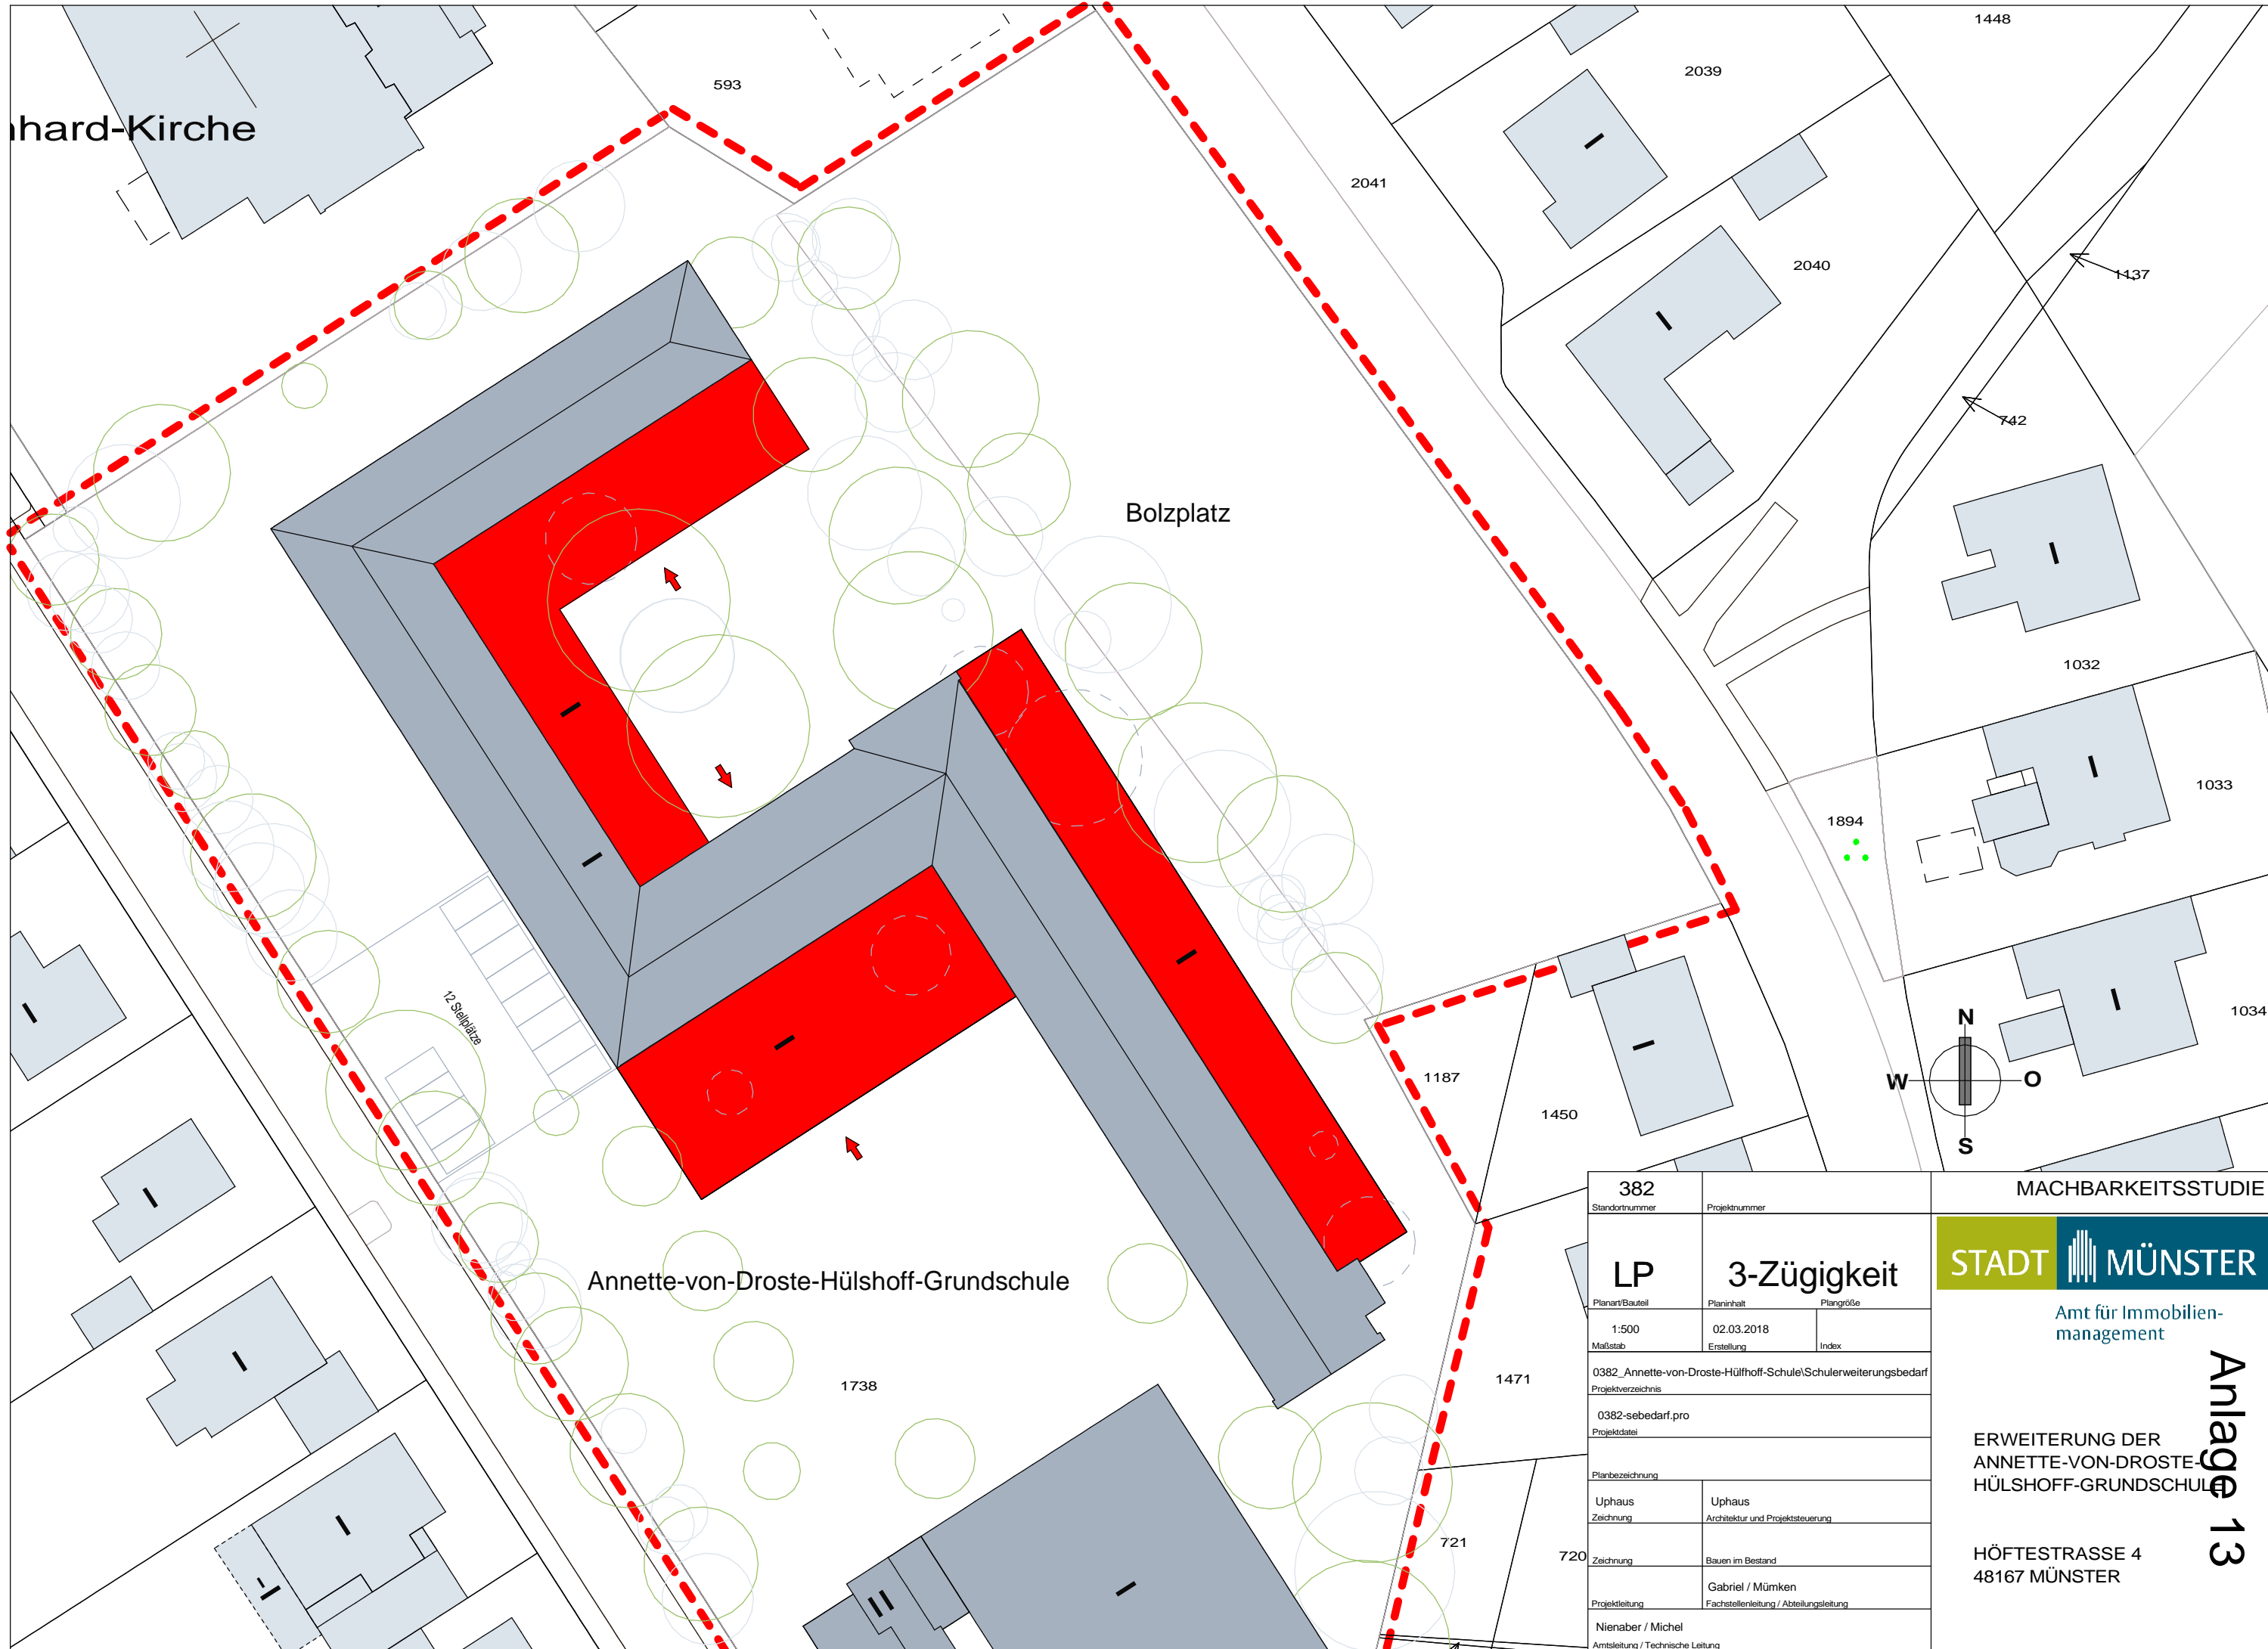 1448
2039
593
nhard-Kirche
2041
2040
1137
742
Bolzplatz
1032
1033
1894
12 Stellplätze
N
W
O
S
1034
1187
1450
Annette-von-Droste-Hülshoff-Grundschule
1738
1471
721
720
382
Standortnummer
Projektnummer
MACHBARKEITSSTUDIE
LP
Planart/Bauteil
3-Zügigkeit
Planinhalt
Plangröße
STADT MÜNSTER
Amt für Immobilien-
management
1:500
Maßstab
02.03.2018
Erstellung
Index
0382_Annette-von-Droste-Hülfhoff-Schule\Schulerweiterungsbedarf
Projektverzeichnis
0382-sebedarf.pro
Projektdatei
Planbezeichnung
Uphaus
Zeichnung
Uphaus
Architektur und Projektsteuerung
Zeichnung
Bauen im Bestand
Projektleitung
Gabriel / Mümken
Fachstellenleitung / Abteilungsleitung
Nienaber / Michel
Amtsleitung / Technische Leitung
ERWEITERUNG DER
ANNETTE-VON-DROSTE-
HÜLSHOFF-GRUNDSCHULE
HÖFTESTRASSE 4
48167 MÜNSTER
Anlage 13